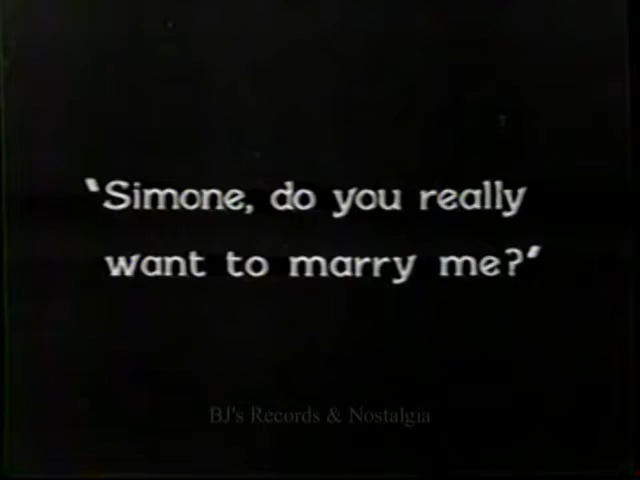 "Simone, do you really
want to marry me?"
BJ's Records & Nostalgia